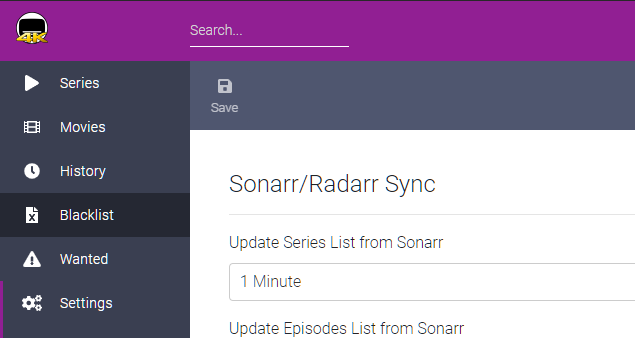 4K
Search...
Series
Movies
History
Blacklist
Wanted
Settings
Save
Sonarr/Radarr Sync
Update Series List from Sonarr
1 Minute
Update Episodes List from Sonarr